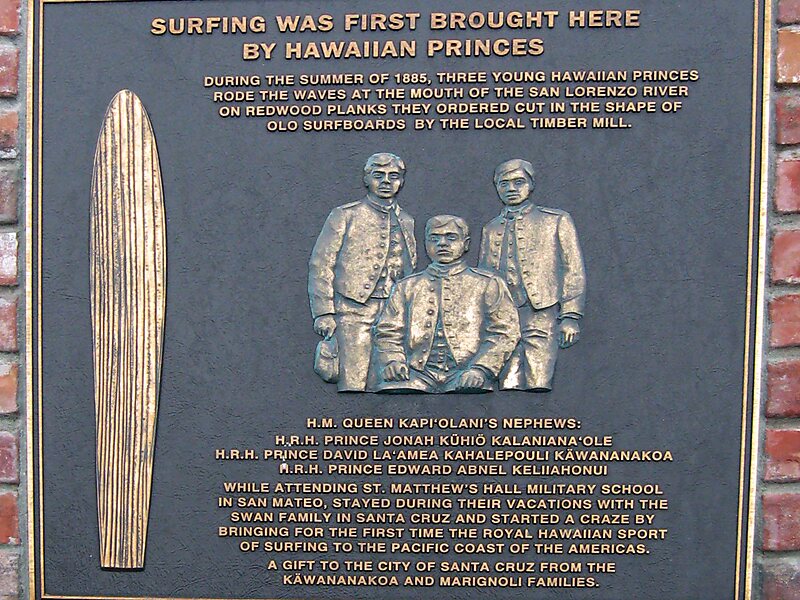 SURFING WAS FIRST BROUGHT HERE
BY HAWAIIAN PRINCES
DURING THE SUMMER OF 1885, THREE YOUNG HAWAIIAN PRINCES
RODE THE WAVES AT THE MOUTH OF THE SAN LORENZO RIVER
ON REDWOOD PLANKS THEY ORDERED CUT IN THE SHAPE OF
OLO SURFBOARDS BY THE LOCAL TIMBER MILL.
H.M. QUEEN KAPI‘OLANI'S NEPHEWS:
H.R.H. PRINCE JONAH KŪHIŌ KALANIANA‘OLE
H.R.H. PRINCE DAVID LA‘AMEA KAHALEPOULI KĀWANANAKOA
H.R.H. PRINCE EDWARD ABNEL KELIIAHONUI
WHILE ATTENDING ST. MATTHEW'S HALL MILITARY SCHOOL
IN SAN MATEO, STAYED DURING THEIR VACATIONS WITH THE
SWAN FAMILY IN SANTA CRUZ AND STARTED A CRAZE BY
BRINGING FOR THE FIRST TIME THE ROYAL HAWAIIAN SPORT
OF SURFING TO THE PACIFIC COAST OF THE AMERICAS.
A GIFT TO THE CITY OF SANTA CRUZ FROM THE
KĀWANANAKOA AND MARIGNOLI FAMILIES.